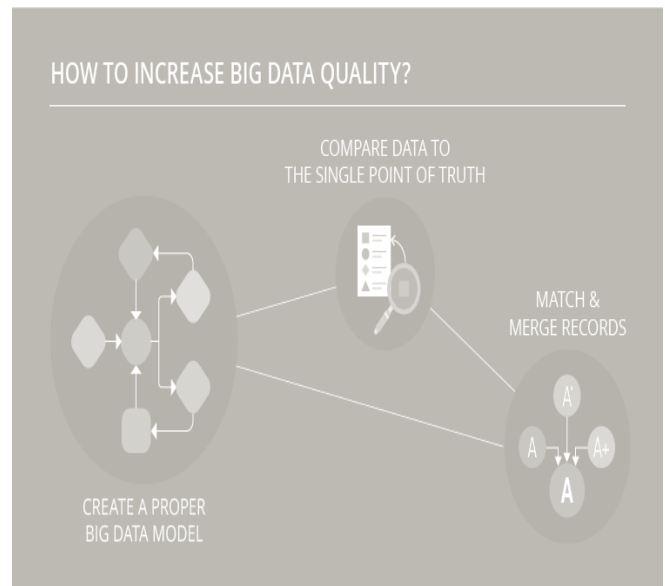 HOW TO INCREASE BIG DATA QUALITY?
COMPARE DATA TO
THE SINGLE POINT OF TRUTH
MATCH &
MERGE RECORDS
A'
A
A+
A
CREATE A PROPER
BIG DATA MODEL